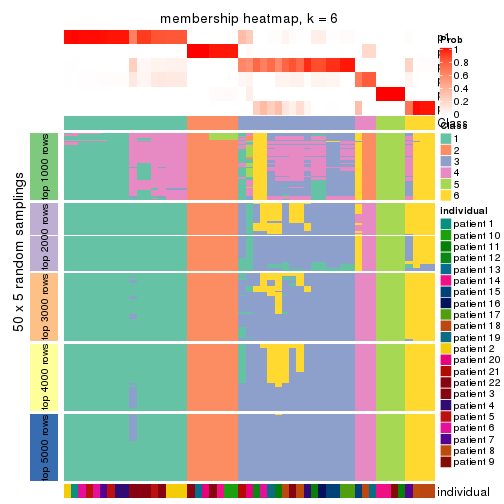 membership heatmap, k = 6
Prob
1
0.8
0.6
0.4
0.2
0
Class
1
2
3
4
5
6
individual
patient 1
patient 10
patient 11
patient 12
patient 13
patient 14
patient 15
patient 16
patient 17
patient 18
patient 19
patient 2
patient 20
patient 21
patient 22
patient 3
patient 4
patient 5
patient 6
patient 7
patient 8
patient 9
50 x 5 random samplings
top 1000 rows
top 2000 rows
top 3000 rows
top 4000 rows
top 5000 rows
individual